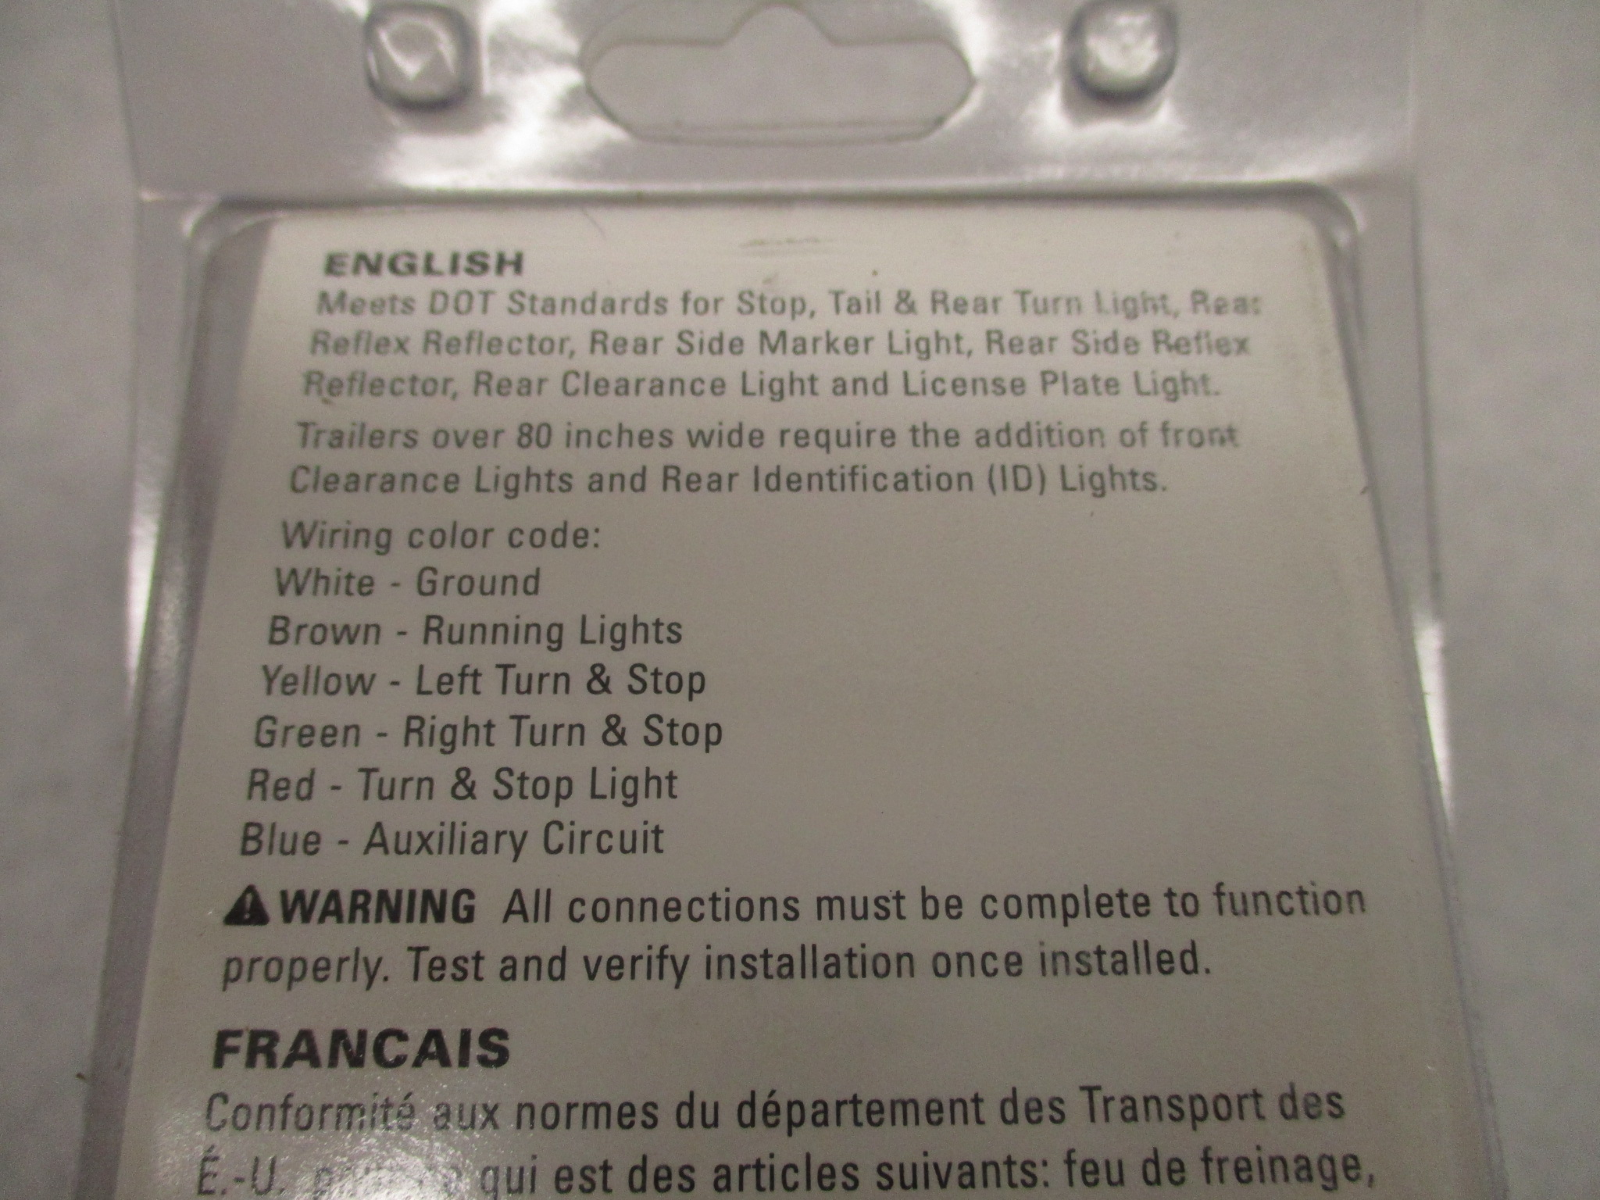 ENGLISH
Meets DOT Standards for Stop, Tail & Rear Turn Light, Rear
Reflex Reflector, Rear Side Marker Light, Rear Side Reflex
Reflector, Rear Clearance Light and License Plate Light.
Trailers over 80 inches wide require the addition of front
Clearance Lights and Rear Identification (ID) Lights.
Wiring color code:
White - Ground
Brown - Running Lights
Yellow - Left Turn & Stop
Green - Right Turn & Stop
Red - Turn & Stop Light
Blue - Auxiliary Circuit
WARNING All connections must be complete to function
properly. Test and verify installation once installed.
FRANCAIS
Conformité aux normes du département des Transport des
É.-U. qui est des articles suivants: feu de freinage,